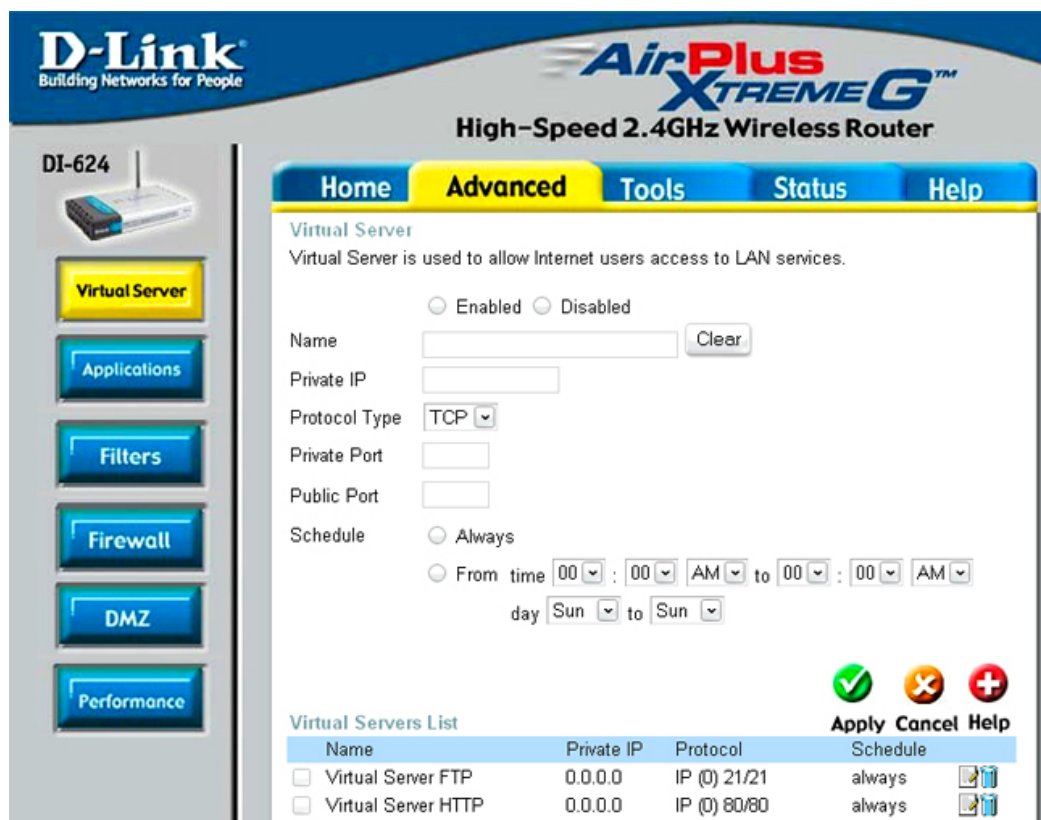 D-Link
Building Networks for People
AirPlus
XTREME G™
High-Speed 2.4GHz Wireless Router
DI-624
Home Advanced Tools Status Help
Virtual Server
Applications
Filters
Firewall
DMZ
Performance
Virtual Server
Virtual Server is used to allow Internet users access to LAN services.
Enabled Disabled
Name Clear
Private IP
Protocol Type TCP
Private Port
Public Port
Schedule Always
From time 00 : 00 AM to 00 : 00 AM
day Sun to Sun
Apply Cancel Help
Virtual Servers List
Name Private IP Protocol Schedule
Virtual Server FTP 0.0.0.0 IP (0) 21/21 always
Virtual Server HTTP 0.0.0.0 IP (0) 80/80 always